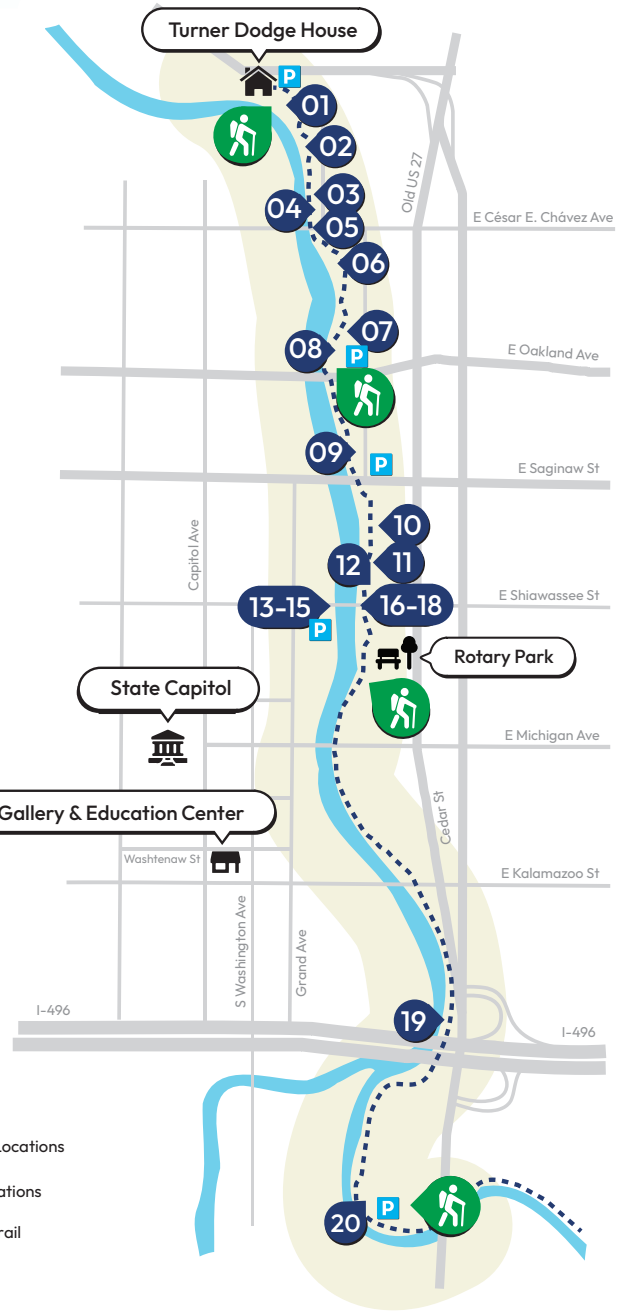 Turner Dodge House
P
01
02
03
04
05
Old US 27
E César E. Chávez Ave
06
07
08
P
E Oakland Ave
09
P
E Saginaw St
10
Capitol Ave
12
11
13-15
16-18
E Shiawassee St
P
Rotary Park
State Capitol
E Michigan Ave
Gallery & Education Center
Cedar St
Washtenaw St
E Kalamazoo St
S Washington Ave
Grand Ave
I-496
19
I-496
Locations
ations
rail
P
20